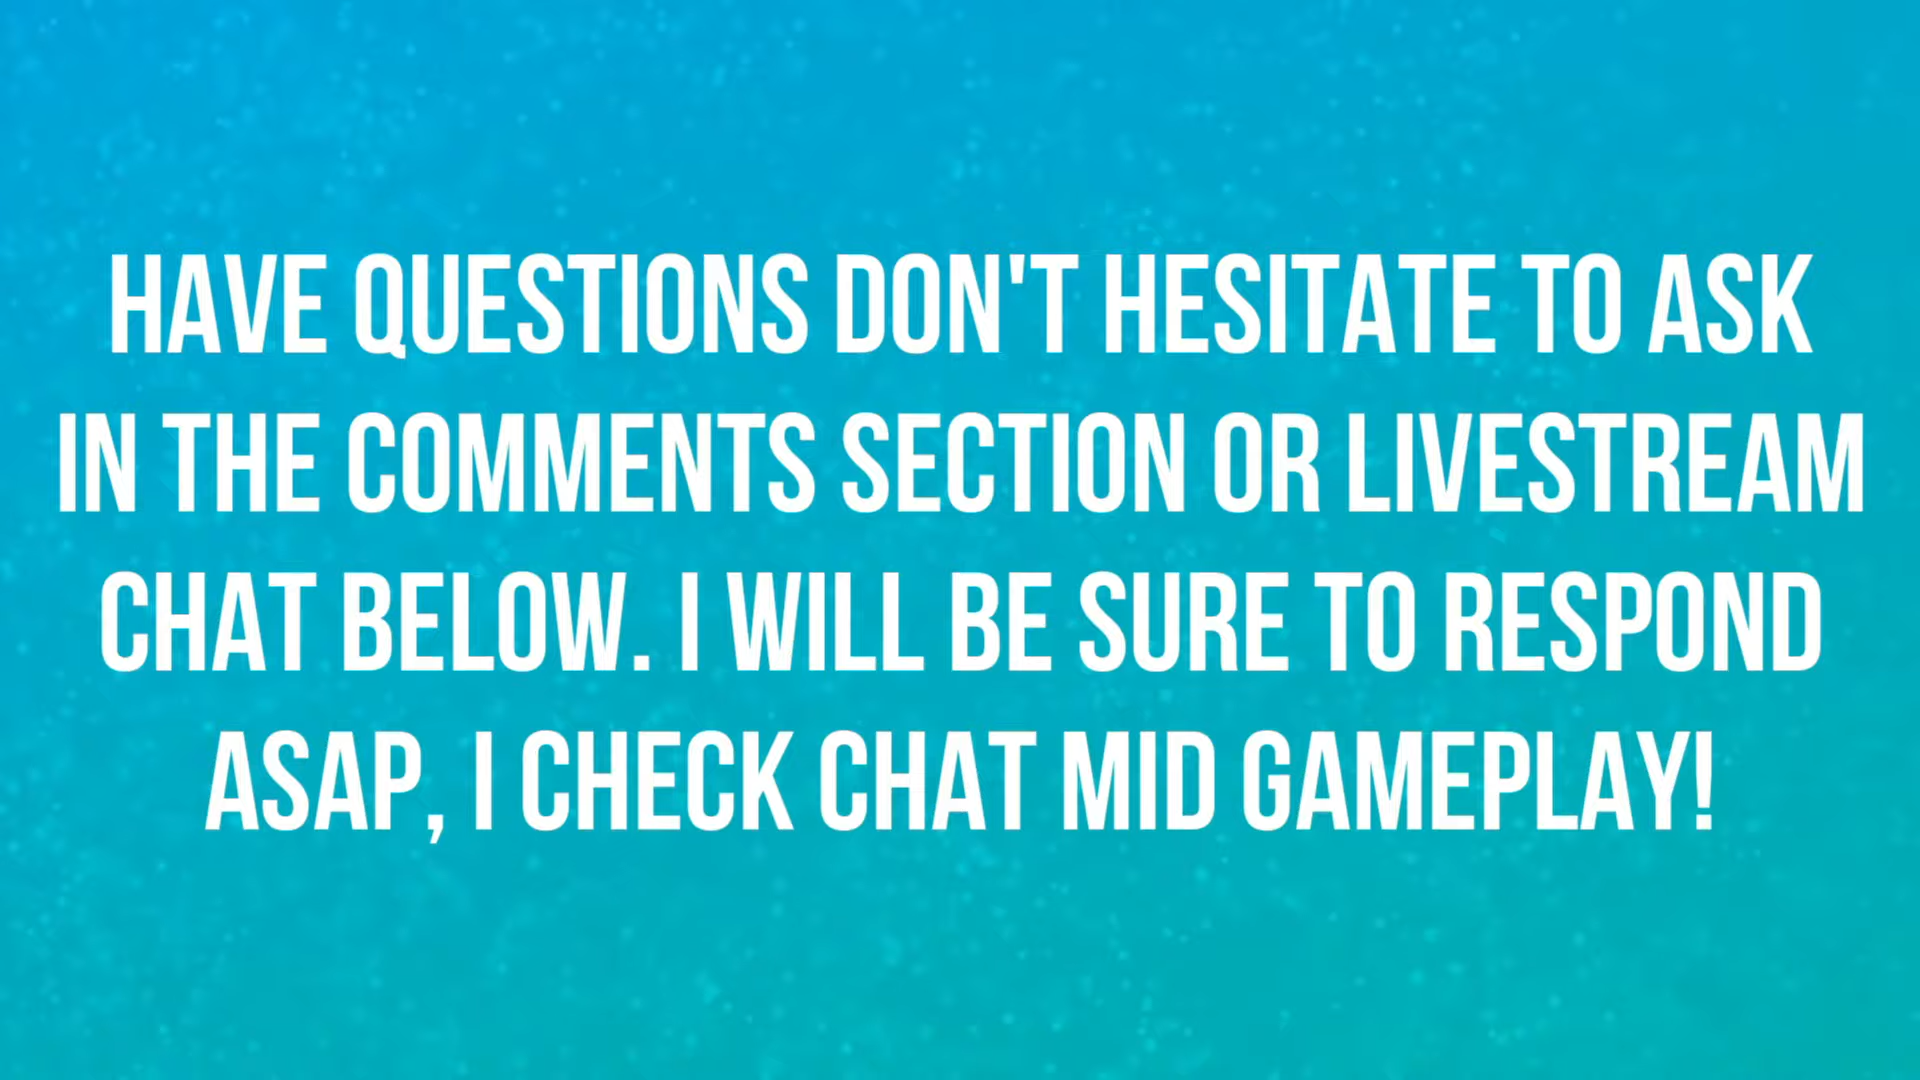 HAVE QUESTIONS DON'T HESITATE TO ASK
IN THE COMMENTS SECTION OR LIVESTREAM
CHAT BELOW. I WILL BE SURE TO RESPOND
ASAP, I CHECK CHAT MID GAMEPLAY!